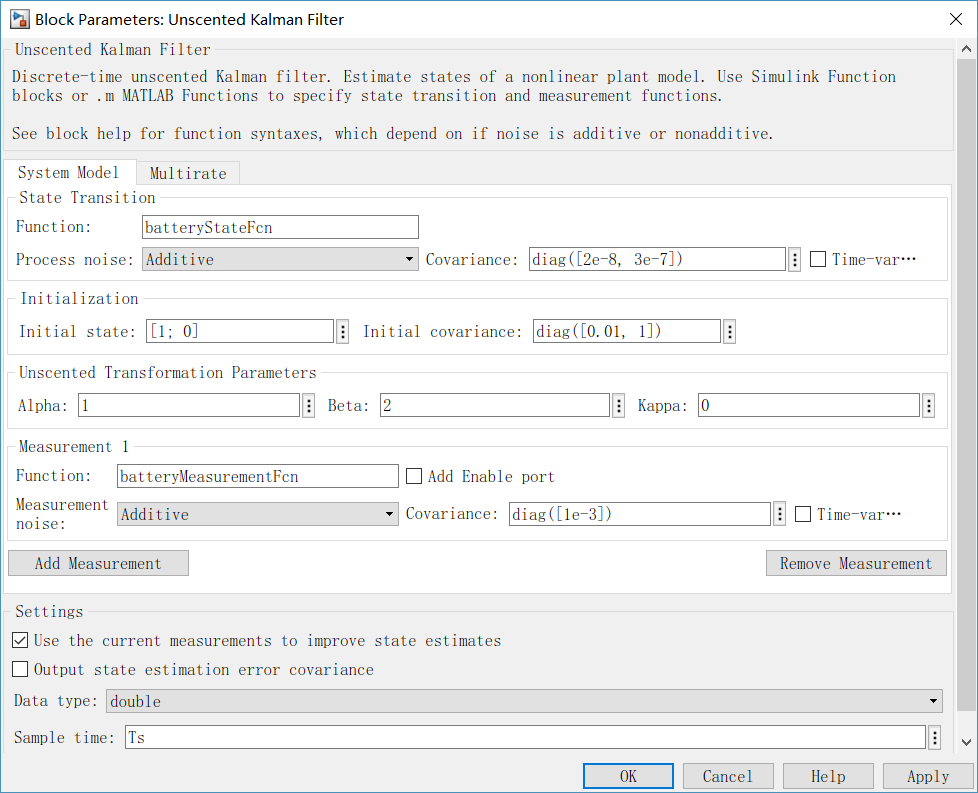 Block Parameters: Unscented Kalman Filter
Unscented Kalman Filter
Discrete-time unscented Kalman filter. Estimate states of a nonlinear plant model. Use Simulink Function
blocks or .m MATLAB Functions to specify state transition and measurement functions.
See block help for function syntaxes, which depend on if noise is additive or nonadditive.
System Model Multirate
State Transition
Function: batteryStateFcn
Process noise: Additive Covariance: diag([2e-8, 3e-7]) Time-var…
Initialization
Initial state: [1; 0] Initial covariance: diag([0.01, 1])
Unscented Transformation Parameters
Alpha: 1 Beta: 2 Kappa: 0
Measurement 1
Function: batteryMeasurementFcn Add Enable port
Measurement
noise: Additive Covariance: diag([1e-3]) Time-var…
Add Measurement Remove Measurement
Settings
Use the current measurements to improve state estimates
Output state estimation error covariance
Data type: double
Sample time: Ts
OK Cancel Help Apply